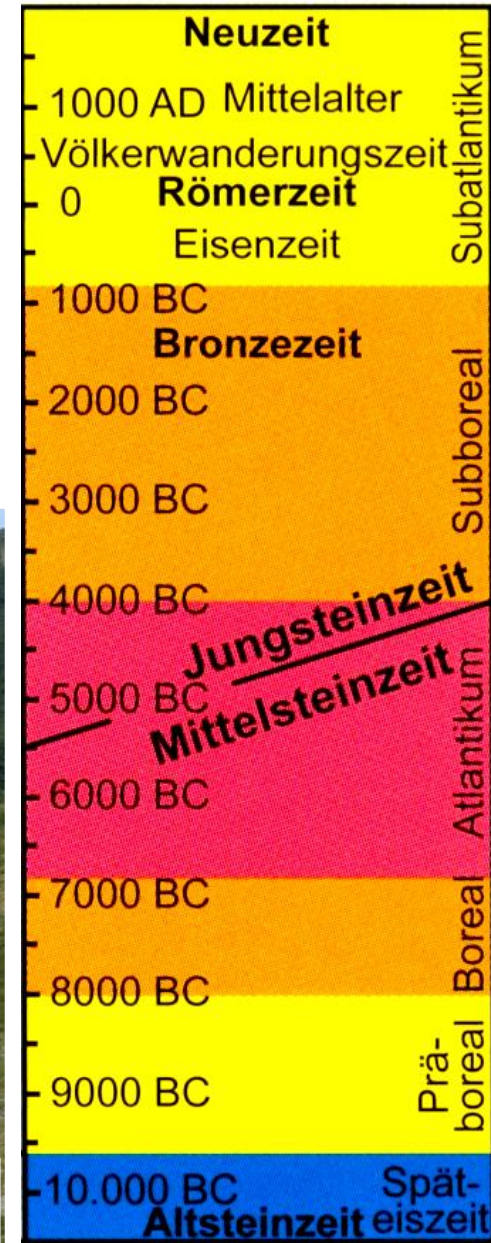 Neuzeit
1000 AD Mittelalter
Völkerwanderungszeit
0 Römerzeit
Eisenzeit
Subatlantikum
1000 BC
Bronzezeit
2000 BC
3000 BC
Subboreal
4000 BC
Jungsteinzeit
5000 BC
Mittelsteinzeit
6000 BC
Atlantikum
7000 BC
Boreal
8000 BC
9000 BC
Prä-
boreal
10.000 BC
Spät-
Altsteinzeit eiszeit